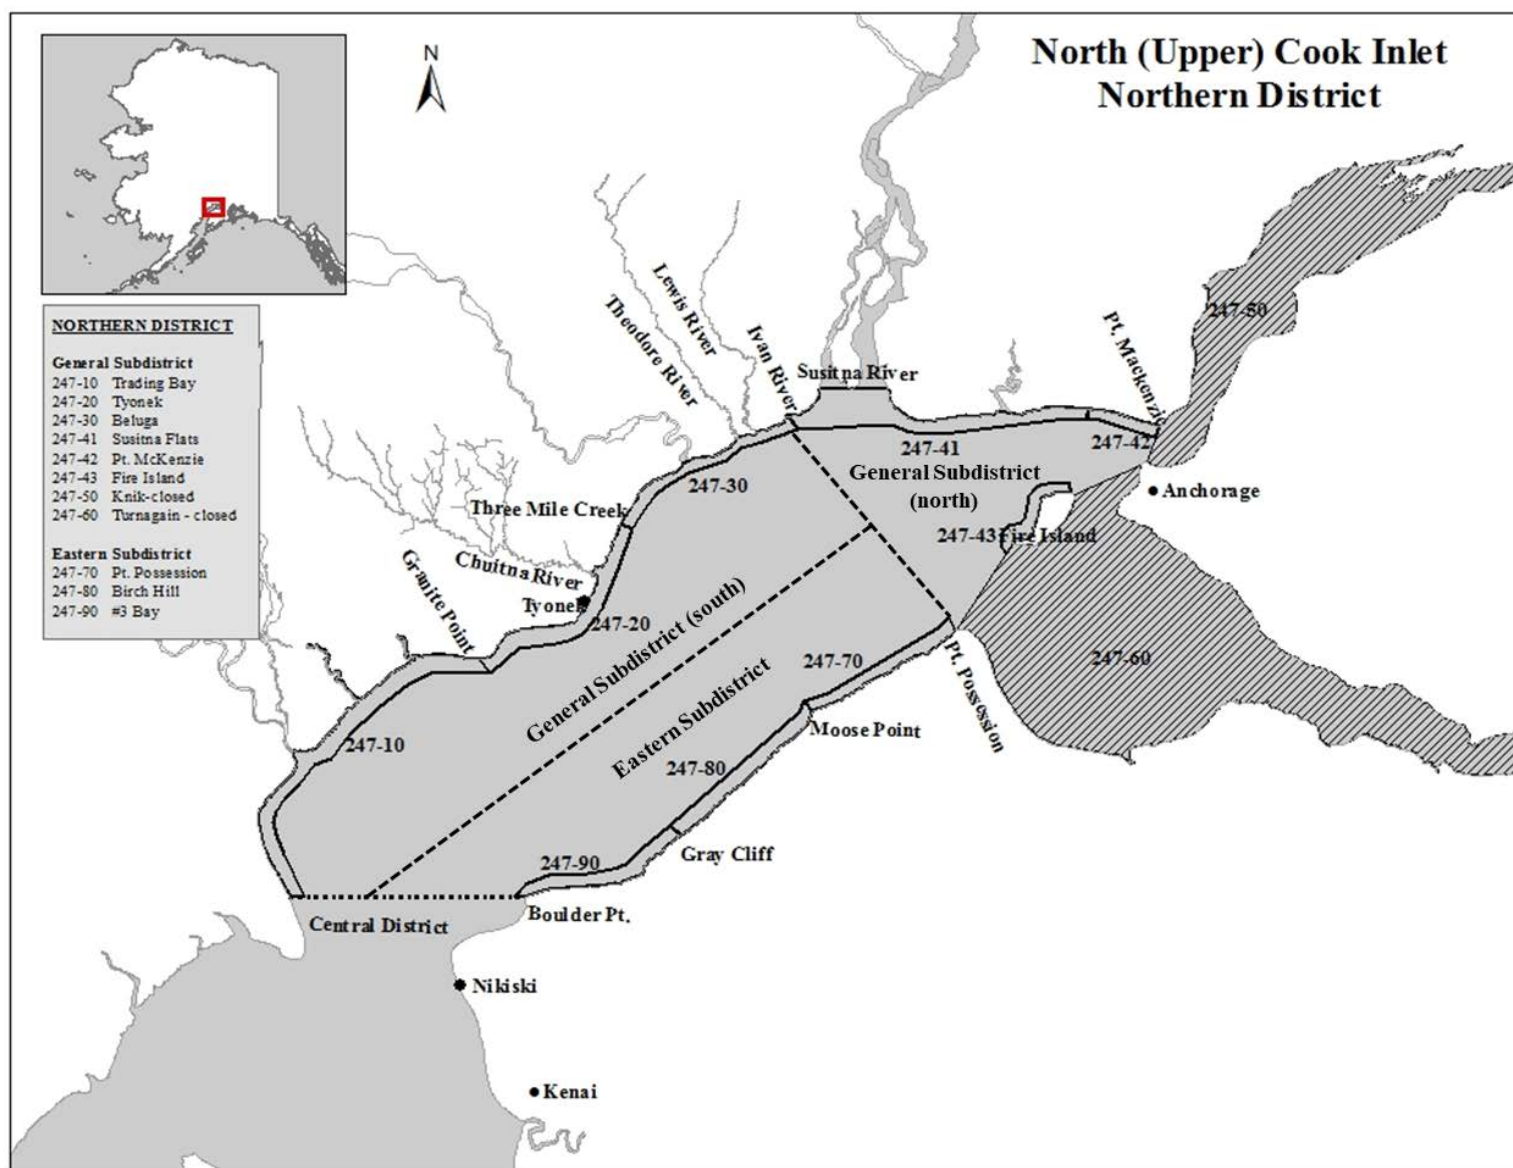 North (Upper) Cook Inlet
Northern District
N
NORTHERN DISTRICT
General Subdistrict
247-10 Trading Bay
247-20 Tyonek
247-30 Beluga
247-41 Susitna Flats
247-42 Pt. McKenzie
247-43 Fire Island
247-50 Knik-closed
247-60 Turnagain - closed
Eastern Subdistrict
247-70 Pt. Possession
247-80 Birch Hill
247-90 #3 Bay
Lewis River
Theodore River
Ivan River
Susitna River
Pt. Mackenzi
247-50
247-41
247-42
General Subdistrict
(north)
247-30
Anchorage
Three Mile Creek
247-43
Fire Island
Chuitna River
Granite Point
Tyonek
247-20
General Subdistrict (south)
247-70
247-60
Pt. Possession
Eastern Subdistrict
Moose Point
247-10
247-80
Gray Cliff
247-90
Boulder Pt.
Central District
Nikiski
Kenai